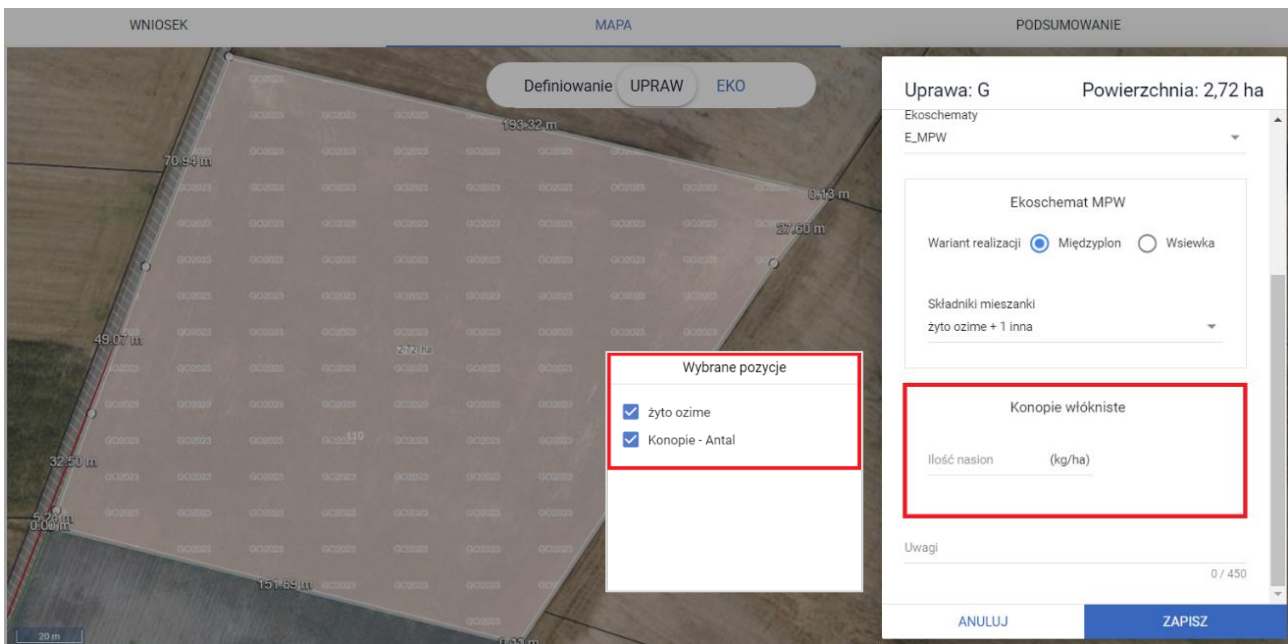 WNIOSEK MAPA PODSUMOWANIE
Definiowanie UPRAW EKO
193.32 m
70.94 m
0.13 m
27.60 m
49.07 m
2.72 ha
110
32.50 m
0.00 m
151.89 m
20 m
Wybrane pozycje
żyto ozime
Konopie - Antal
Uprawa: G Powierzchnia: 2,72 ha
Ekoschematy
E_MPW
Ekoschemat MPW
Wariant realizacji Międzyplon Wsiewka
Składniki mieszanki
żyto ozime + 1 inna
Konopie włókniste
Ilość nasion (kg/ha)
Uwagi
0 / 450
ANULUJ ZAPISZ